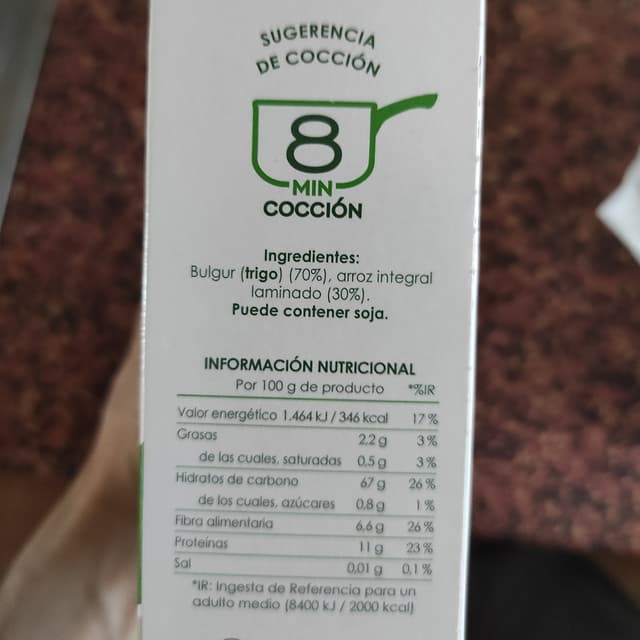 SUGERENCIA
DE COCCIÓN
8
MIN
COCCIÓN
Ingredientes:
Bulgur (trigo) (70%), arroz integral
laminado (30%).
Puede contener soja.
INFORMACIÓN NUTRICIONAL
Por 100 g de producto *%IR
Valor energético 1.464 kJ / 346 kcal 17 %
Grasas 2,2 g 3 %
de las cuales, saturadas 0,5 g 3 %
Hidratos de carbono 67 g 26 %
de los cuales, azúcares 0,8 g 1 %
Fibra alimentaria 6,6 g 26 %
Proteínas 11 g 23 %
Sal 0,01 g 0,1 %
*IR: Ingesta de Referencia para un
adulto medio (8400 kJ / 2000 kcal)